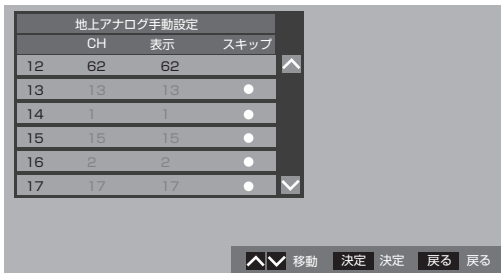 地上アナログ手動設定
CH 表示 スキップ
12 62 62
13 13 13 ●
14 1 1 ●
15 15 15 ●
16 2 2 ●
17 17 17 ●
移動 決定 決定 戻る 戻る